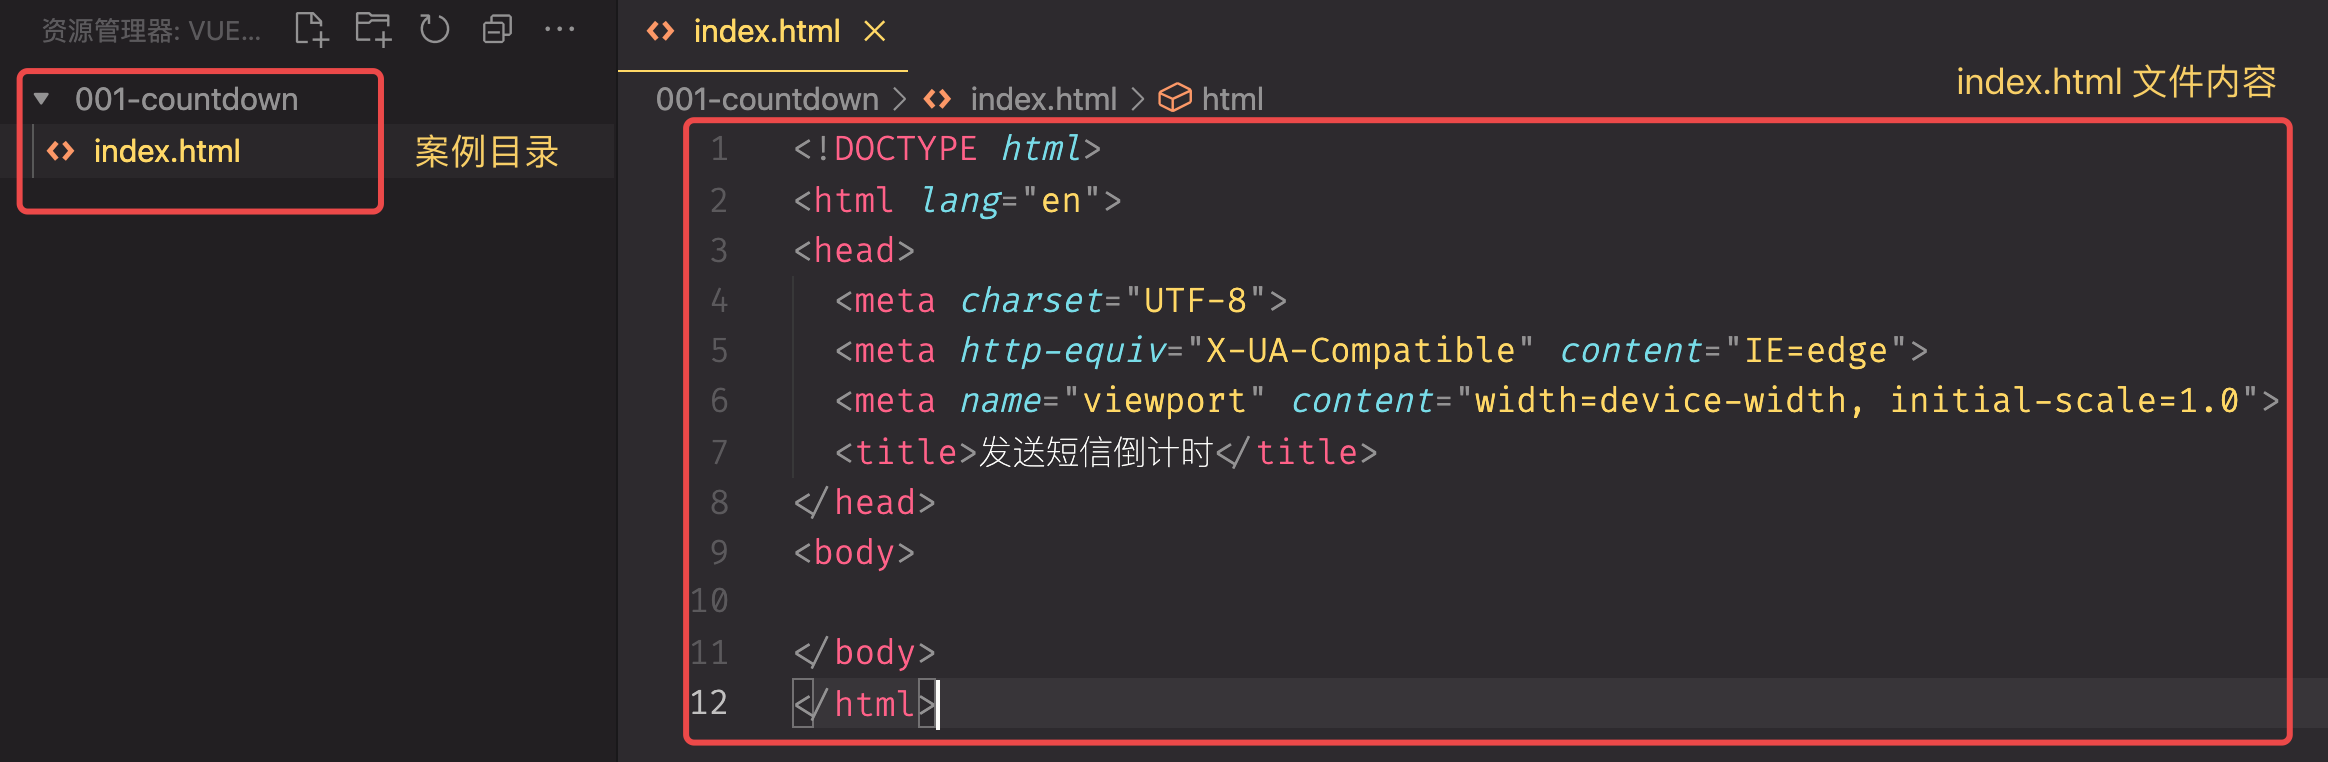 资源管理器: VUE...
001-countdown
index.html
案例目录
index.html
001-countdown > index.html > html
index.html 文件内容
1 <!DOCTYPE html>
2 <html lang="en">
3 <head>
4 <meta charset="UTF-8">
5 <meta http-equiv="X-UA-Compatible" content="IE=edge">
6 <meta name="viewport" content="width=device-width, initial-scale=1.0">
7 <title>发送短信倒计时</title>
8 </head>
9 <body>
10
11 </body>
12 </html>